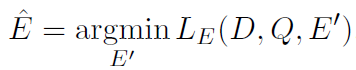 Ê = argmin L_E(D, Q, E′)
E′